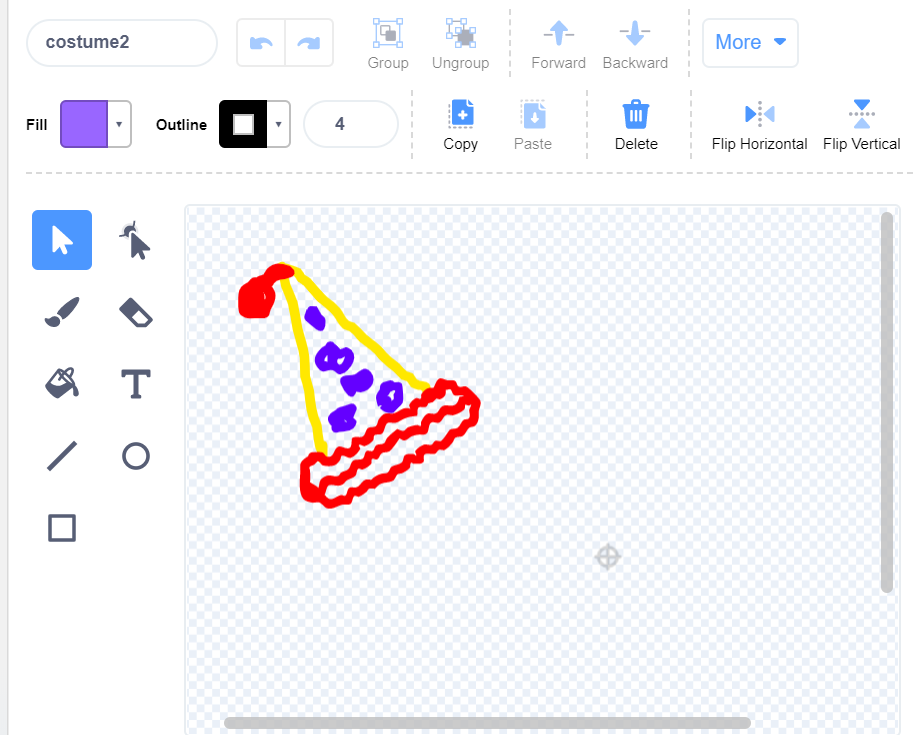 costume2
Group
Ungroup
Forward
Backward
More
Fill
Outline
4
Copy
Paste
Delete
Flip Horizontal
Flip Vertical
T